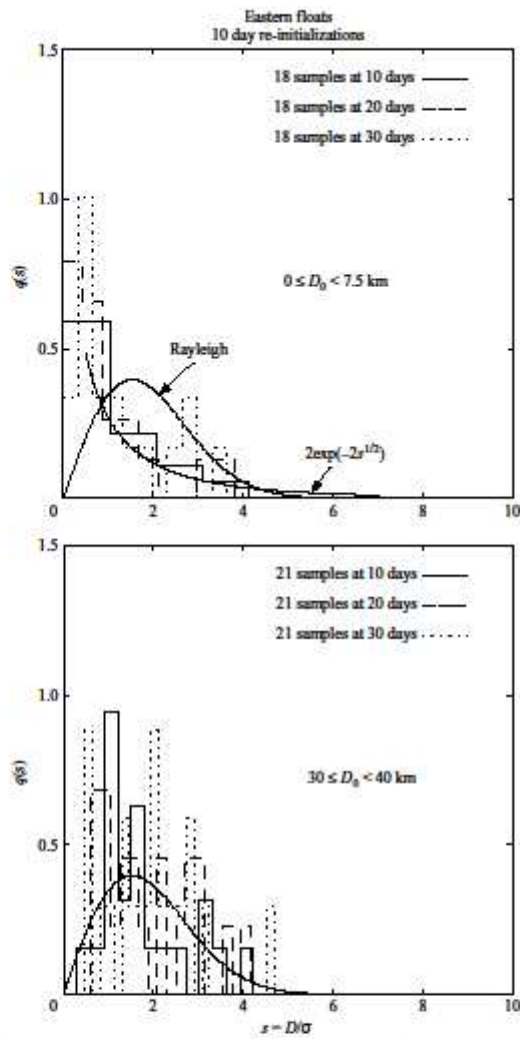 Eastern floats
10 day re-initializations
1.5
18 samples at 10 days
18 samples at 20 days
18 samples at 30 days
1.0
q(s)
0 ≤ D₀ < 7.5 km
0.5
Rayleigh
2exp(−2s^{1/2})
0
0 2 4 6 8 10
1.5
21 samples at 10 days
21 samples at 20 days
21 samples at 30 days
1.0
q(s)
30 ≤ D₀ < 40 km
0.5
0
0 2 4 6 8 10
s = D/σ